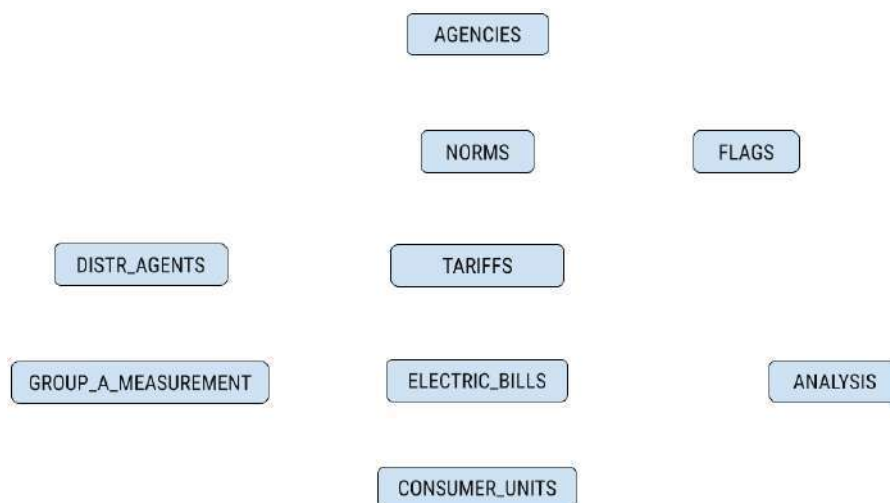 AGENCIES
NORMS
FLAGS
DISTR_AGENTS
TARIFFS
GROUP_A_MEASUREMENT
ELECTRIC_BILLS
ANALYSIS
CONSUMER_UNITS